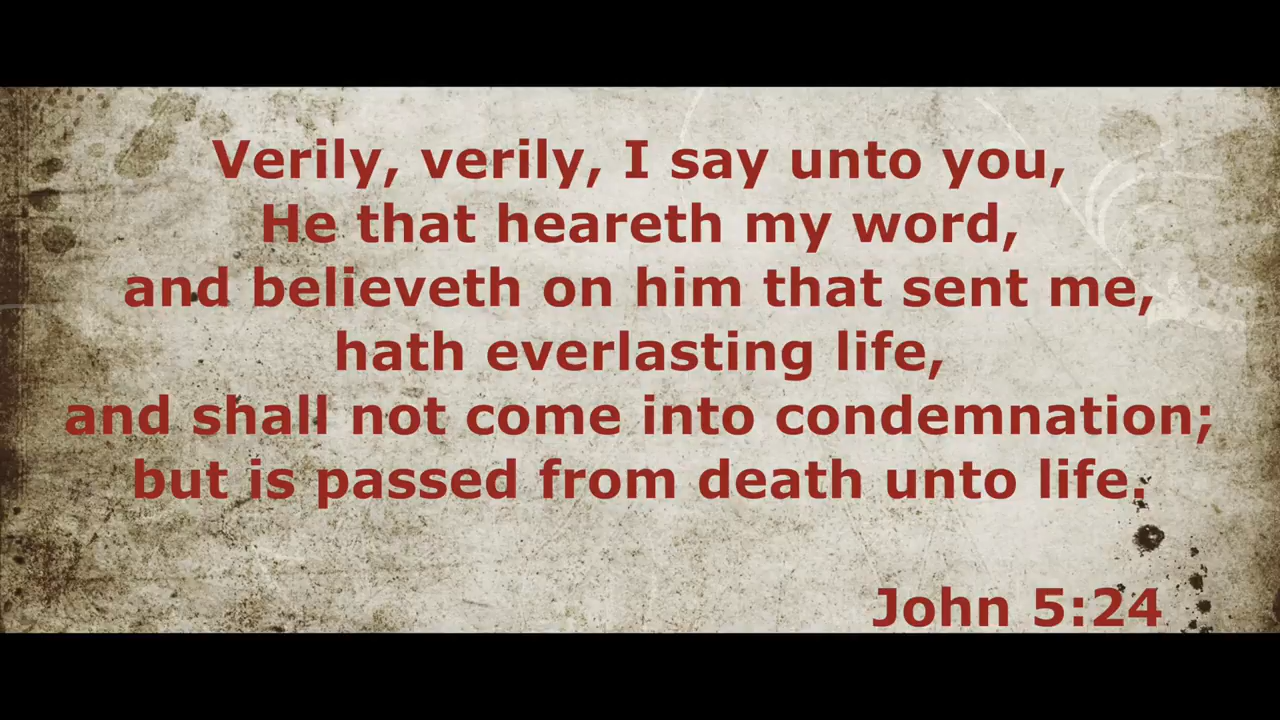 Verily, verily, I say unto you,
He that heareth my word,
and believeth on him that sent me,
hath everlasting life,
and shall not come into condemnation;
but is passed from death unto life.
John 5:24